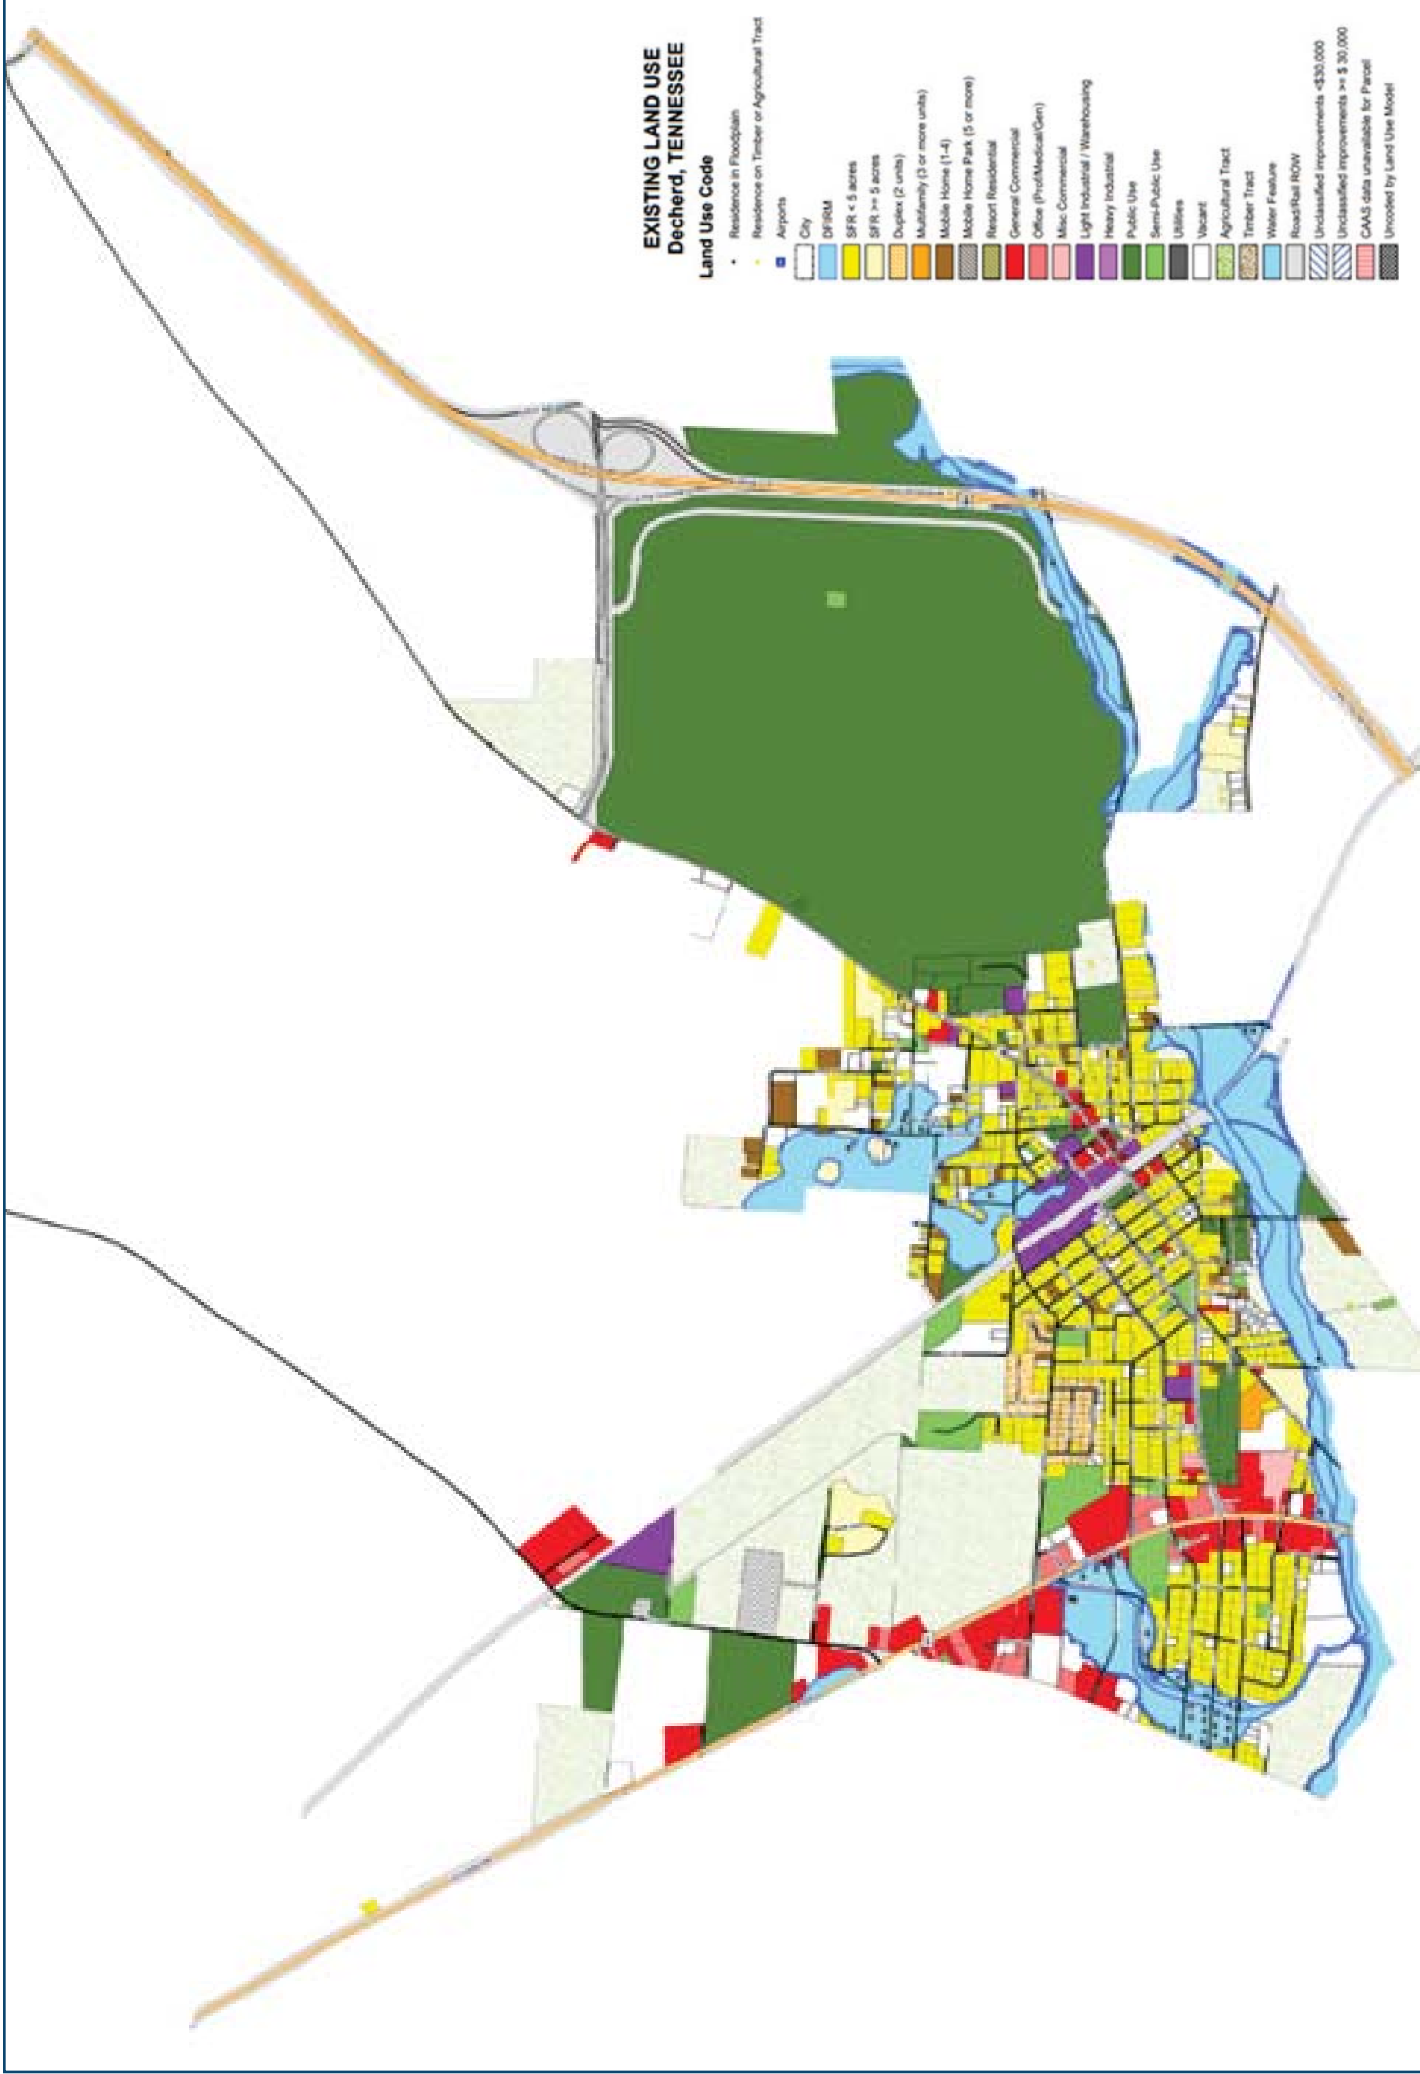 EXISTING LAND USE
Decherd, TENNESSEE
Land Use Code
Residence in Floodplain
Residence on Timber or Agricultural Tract
Airports
City
DFIRM
SFR < 5 acres
SFR >= 5 acres
Duplex (2 units)
Multifamily (3 or more units)
Mobile Home (1-4)
Mobile Home Park (5 or more)
Resort Residential
General Commercial
Office (Prof/Medical/Gen)
Misc Commercial
Light Industrial / Warehousing
Heavy Industrial
Public Use
Semi-Public Use
Utilities
Vacant
Agricultural Tract
Timber Tract
Water Feature
Road/Rail ROW
Unclassified improvements <$30,000
Unclassified improvements >= $ 30,000
CAAS data unavailable for Parcel
Uncoded by Land Use Model